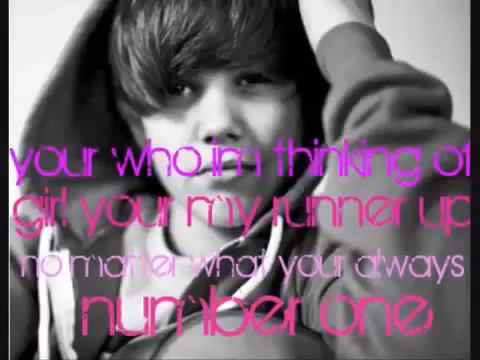 your who im thinking of
girl your my runner up
no matter what your always
number one